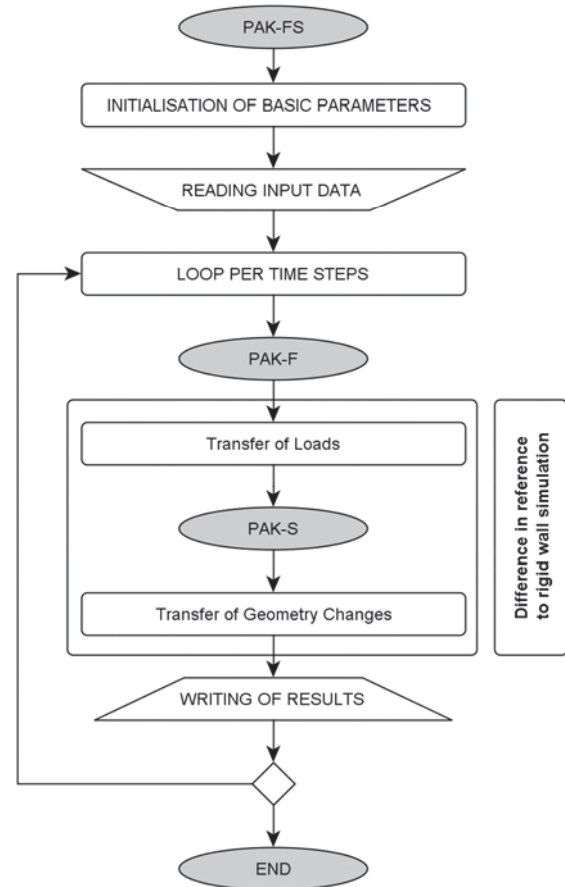 PAK-FS
INITIALISATION OF BASIC PARAMETERS
READING INPUT DATA
LOOP PER TIME STEPS
PAK-F
Transfer of Loads
PAK-S
Transfer of Geometry Changes
Difference in reference
to rigid wall simulation
WRITING OF RESULTS
END